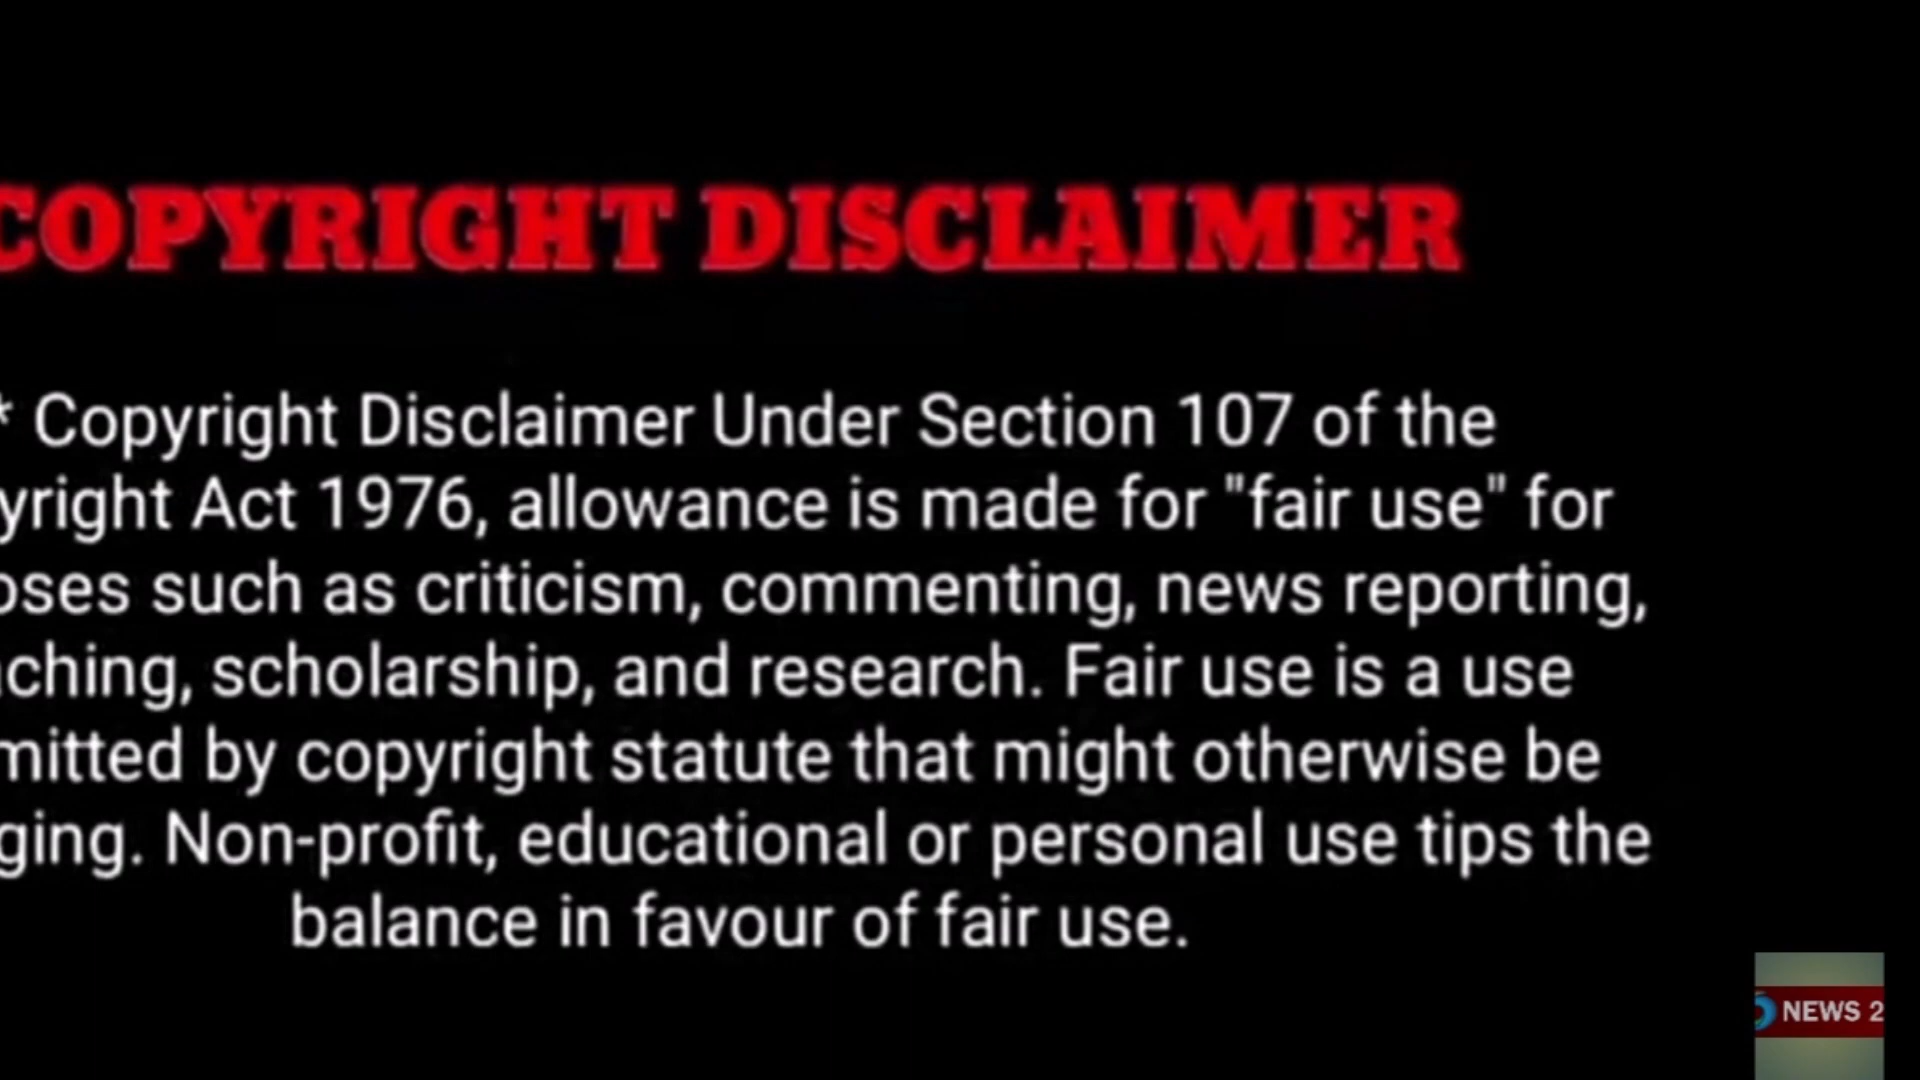 COPYRIGHT DISCLAIMER
* Copyright Disclaimer Under Section 107 of the
yright Act 1976, allowance is made for "fair use" for
oses such as criticism, commenting, news reporting,
ching, scholarship, and research. Fair use is a use
mitted by copyright statute that might otherwise be
ging. Non-profit, educational or personal use tips the
balance in favour of fair use.
NEWS 2